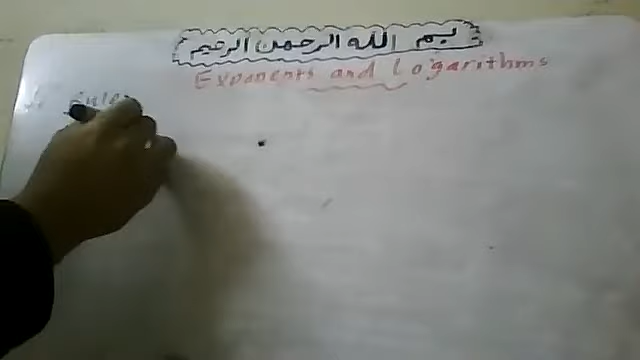 بسم الله الرحمن الرحيم
Exponents and Logarithms